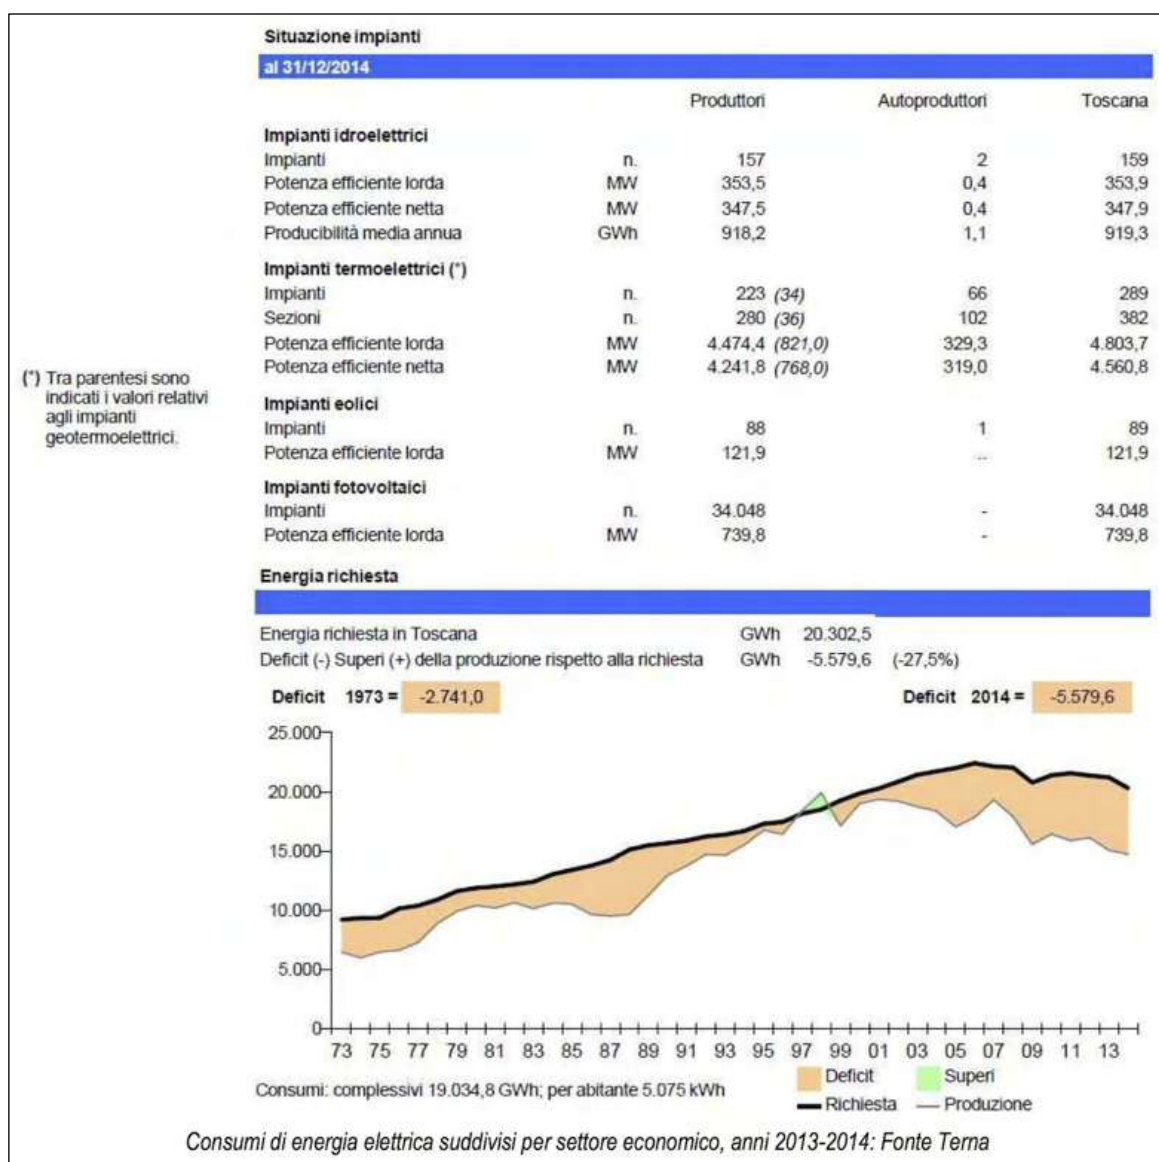 Situazione impianti
al 31/12/2014
Produttori Autoproduttori Toscana
Impianti idroelettrici
Impianti n. 157 2 159
Potenza efficiente lorda MW 353,5 0,4 353,9
Potenza efficiente netta MW 347,5 0,4 347,9
Producibilità media annua GWh 918,2 1,1 919,3
Impianti termoelettrici (*)
Impianti n. 223 (34) 66 289
Sezioni n. 280 (36) 102 382
Potenza efficiente lorda MW 4.474,4 (821,0) 329,3 4.803,7
Potenza efficiente netta MW 4.241,8 (768,0) 319,0 4.560,8
(*) Tra parentesi sono
indicati i valori relativi
agli impianti
geotermoelettrici.
Impianti eolici
Impianti n. 88 1 89
Potenza efficiente lorda MW 121,9 .. 121,9
Impianti fotovoltaici
Impianti n. 34.048 - 34.048
Potenza efficiente lorda MW 739,8 - 739,8
Energia richiesta
Energia richiesta in Toscana GWh 20.302,5
Deficit (-) Superi (+) della produzione rispetto alla richiesta GWh -5.579,6 (-27,5%)
Deficit 1973 = -2.741,0 Deficit 2014 = -5.579,6
25.000
20.000
15.000
10.000
5.000
0
73 75 77 79 81 83 85 87 89 91 93 95 97 99 01 03 05 07 09 11 13
Consumi: complessivi 19.034,8 GWh; per abitante 5.075 kWh
Deficit Superi
Richiesta Produzione
Consumi di energia elettrica suddivisi per settore economico, anni 2013-2014: Fonte Terna